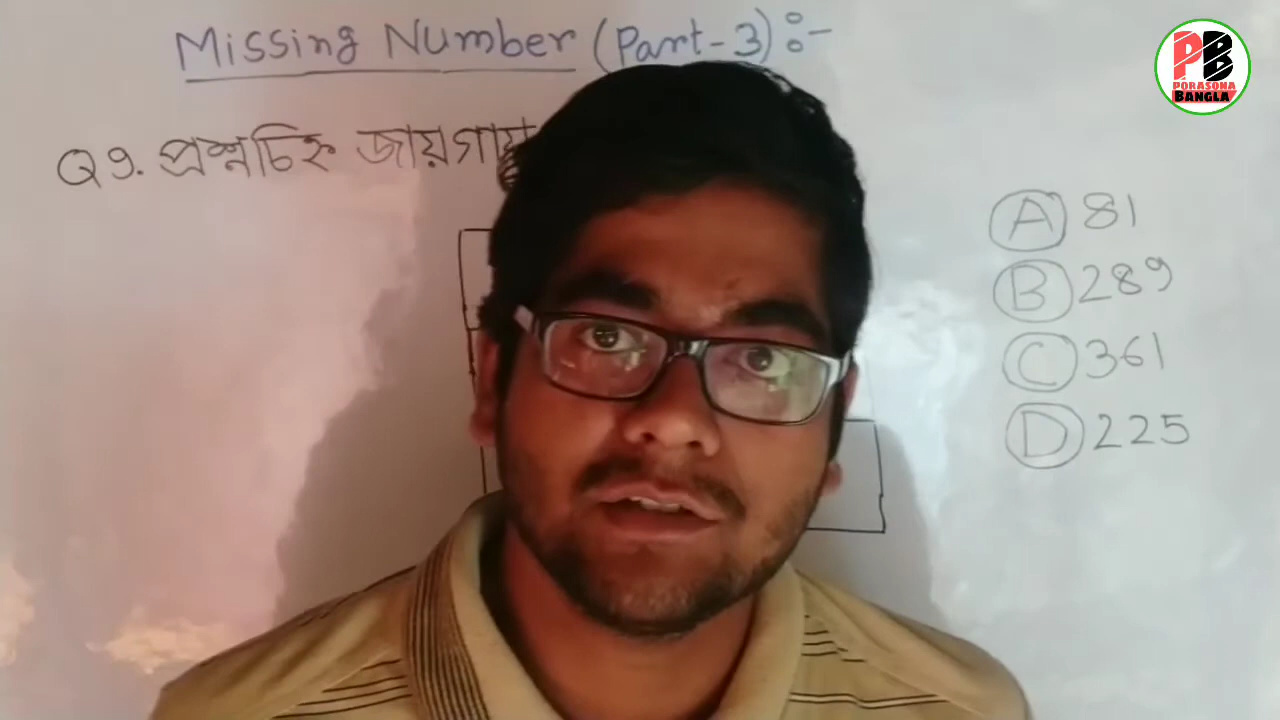 Missing Number (Part-3):-
Q9. প্রশ্নচিহ্ন জায়গায়
A 81
B 289
C 361
D 225
PB
PORASONA
BANGLA